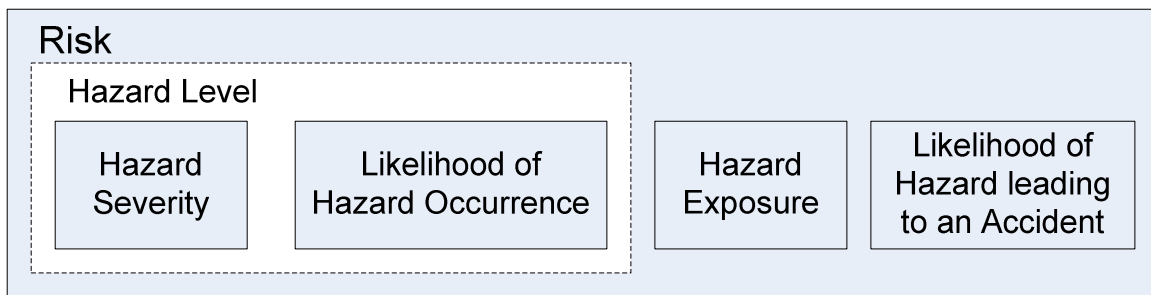 Risk
Hazard Level
Hazard
Severity
Likelihood of
Hazard Occurrence
Hazard
Exposure
Likelihood of
Hazard leading
to an Accident